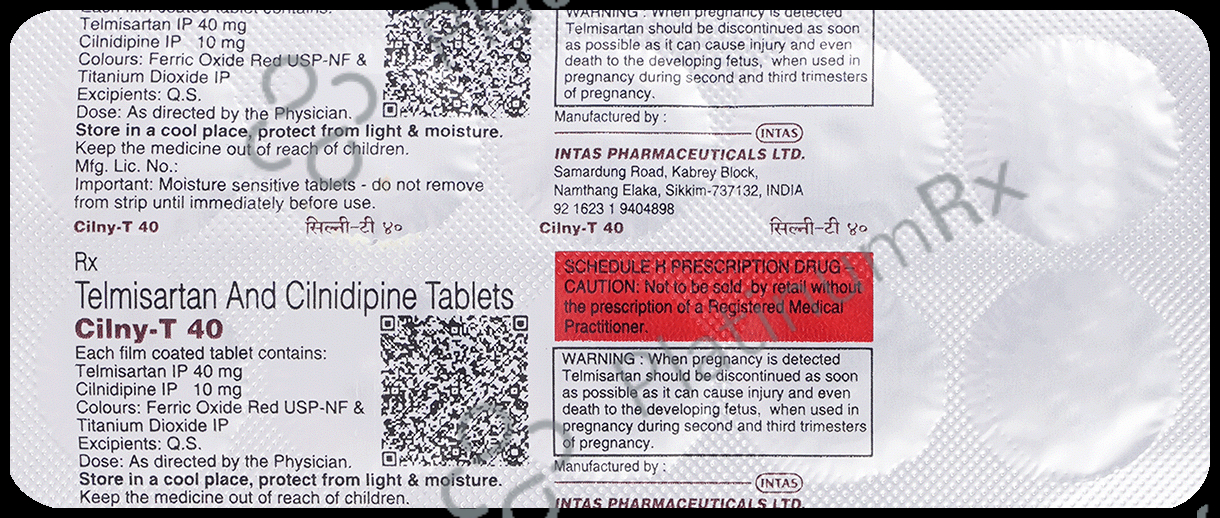 Each film coated tablet contains:
Telmisartan IP 40 mg
Cilnidipine IP 10 mg
Colours: Ferric Oxide Red USP-NF &
Titanium Dioxide IP
Excipients: Q.S.
Dose: As directed by the Physician.
Store in a cool place, protect from light & moisture.
Keep the medicine out of reach of children.
Mfg. Lic. No.:
Important: Moisture sensitive tablets - do not remove
from strip until immediately before use.
Cilny-T 40 सिल्नी-टी ४०
WARNING : When pregnancy is detected
Telmisartan should be discontinued as soon
as possible as it can cause injury and even
death to the developing fetus, when used in
pregnancy during second and third trimesters
of pregnancy.
Manufactured by :
INTAS
INTAS PHARMACEUTICALS LTD.
Samardung Road, Kabrey Block,
Namthang Elaka, Sikkim-737132, INDIA
92 1623 1 9404898
Cilny-T 40 सिल्नी-टी ४०
Rx
Telmisartan And Cilnidipine Tablets
Cilny-T 40
Each film coated tablet contains:
Telmisartan IP 40 mg
Cilnidipine IP 10 mg
Colours: Ferric Oxide Red USP-NF &
Titanium Dioxide IP
Excipients: Q.S.
Dose: As directed by the Physician.
Store in a cool place, protect from light & moisture.
Keep the medicine out of reach of children.
SCHEDULE H PRESCRIPTION DRUG -
CAUTION: Not to be sold by retail without
the prescription of a Registered Medical
Practitioner.
WARNING : When pregnancy is detected
Telmisartan should be discontinued as soon
as possible as it can cause injury and even
death to the developing fetus, when used in
pregnancy during second and third trimesters
of pregnancy.
Manufactured by :
INTAS
INTAS PHARMACEUTICALS LTD.
PlatinumRx